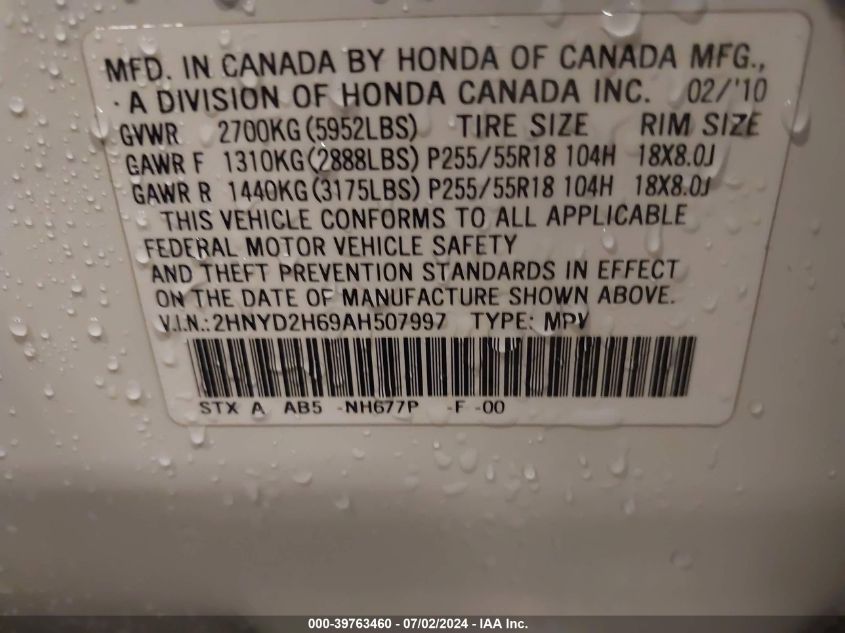 MFD. IN CANADA BY HONDA OF CANADA MFG.,
· A DIVISION OF HONDA CANADA INC. 02/'10
GVWR 2700KG(5952LBS) TIRE SIZE RIM SIZE
GAWR F 1310KG(2888LBS) P255/55R18 104H 18X8.0J
GAWR R 1440KG(3175LBS) P255/55R18 104H 18X8.0J
THIS VEHICLE CONFORMS TO ALL APPLICABLE
FEDERAL MOTOR VEHICLE SAFETY
AND THEFT PREVENTION STANDARDS IN EFFECT
ON THE DATE OF MANUFACTURE SHOWN ABOVE.
V.I.N.:2HNYD2H69AH507997 TYPE: MPV
STX A AB5 -NH677P -F -00
000-39763460 - 07/02/2024 - IAA Inc.